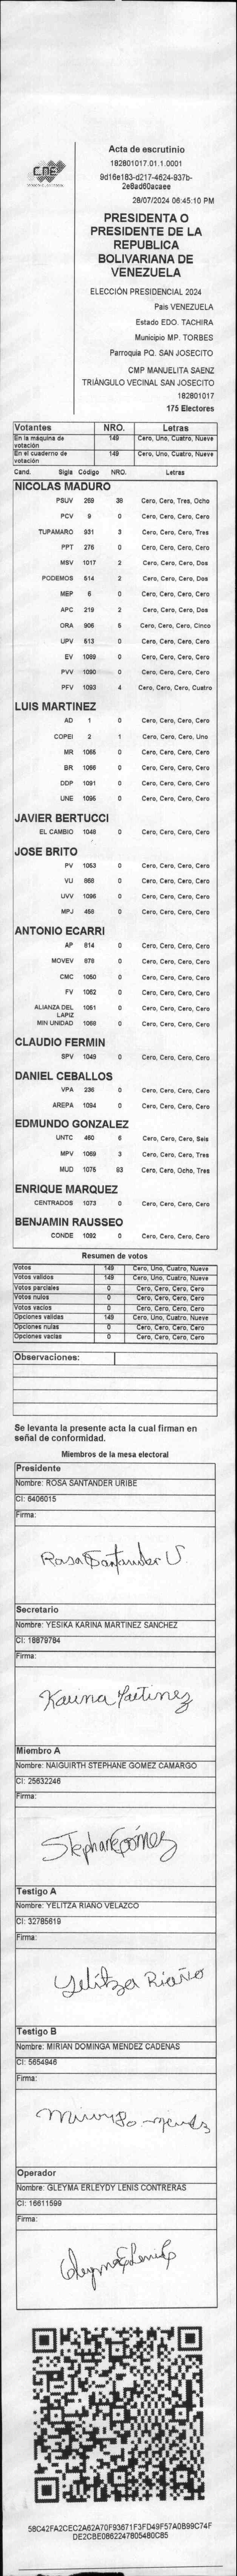 CNE
Acta de escrutinio
182801017.01.1.0001
9d16e183-d217-4624-937b-
2e8ad60acaee
28/07/2024 06:45:10 PM
PRESIDENTA O
PRESIDENTE DE LA
REPUBLICA
BOLIVARIANA DE
VENEZUELA
ELECCIÓN PRESIDENCIAL 2024
Pais VENEZUELA
Estado EDO. TACHIRA
Municipio MP. TORBES
Parroquia PQ. SAN JOSECITO
CMP MANUELITA SAENZ
TRIÁNGULO VECINAL SAN JOSECITO
182801017
175 Electores
Votantes NRO. Letras
En la máquina de votación 149 Cero, Uno, Cuatro, Nueve
En el cuaderno de votación 149 Cero, Uno, Cuatro, Nueve
Cand. Sigla Código NRO. Letras
NICOLAS MADURO
PSUV 269 38 Cero, Cero, Tres, Ocho
PCV 9 0 Cero, Cero, Cero, Cero
TUPAMARO 931 3 Cero, Cero, Cero, Tres
PPT 276 0 Cero, Cero, Cero, Cero
MSV 1017 2 Cero, Cero, Cero, Dos
PODEMOS 514 2 Cero, Cero, Cero, Dos
MEP 6 0 Cero, Cero, Cero, Cero
APC 219 2 Cero, Cero, Cero, Dos
ORA 906 5 Cero, Cero, Cero, Cinco
UPV 513 0 Cero, Cero, Cero, Cero
EV 1089 0 Cero, Cero, Cero, Cero
PVV 1090 0 Cero, Cero, Cero, Cero
PFV 1093 4 Cero, Cero, Cero, Cuatro
LUIS MARTINEZ
AD 1 0 Cero, Cero, Cero, Cero
COPEI 2 1 Cero, Cero, Cero, Uno
MR 1065 0 Cero, Cero, Cero, Cero
BR 1066 0 Cero, Cero, Cero, Cero
DDP 1091 0 Cero, Cero, Cero, Cero
UNE 1095 0 Cero, Cero, Cero, Cero
JAVIER BERTUCCI
EL CAMBIO 1048 0 Cero, Cero, Cero, Cero
JOSE BRITO
PV 1053 0 Cero, Cero, Cero, Cero
VU 868 0 Cero, Cero, Cero, Cero
UVV 1096 0 Cero, Cero, Cero, Cero
MPJ 458 0 Cero, Cero, Cero, Cero
ANTONIO ECARRI
AP 814 0 Cero, Cero, Cero, Cero
MOVEV 878 0 Cero, Cero, Cero, Cero
CMC 1050 0 Cero, Cero, Cero, Cero
FV 1062 0 Cero, Cero, Cero, Cero
ALIANZA DEL LAPIZ 1051 0 Cero, Cero, Cero, Cero
MIN UNIDAD 1088 0 Cero, Cero, Cero, Cero
CLAUDIO FERMIN
SPV 1049 0 Cero, Cero, Cero, Cero
DANIEL CEBALLOS
VPA 236 0 Cero, Cero, Cero, Cero
AREPA 1094 0 Cero, Cero, Cero, Cero
EDMUNDO GONZALEZ
UNTC 460 6 Cero, Cero, Cero, Seis
MPV 1069 3 Cero, Cero, Cero, Tres
MUD 1075 83 Cero, Cero, Ocho, Tres
ENRIQUE MARQUEZ
CENTRADOS 1073 0 Cero, Cero, Cero, Cero
BENJAMIN RAUSSEO
CONDE 1092 0 Cero, Cero, Cero, Cero
Resumen de votos
Votos 149 Cero, Uno, Cuatro, Nueve
Votos validos 149 Cero, Uno, Cuatro, Nueve
Votos parciales 0 Cero, Cero, Cero, Cero
Votos nulos 0 Cero, Cero, Cero, Cero
Votos vacios 0 Cero, Cero, Cero, Cero
Opciones validas 149 Cero, Uno, Cuatro, Nueve
Opciones nulas 0 Cero, Cero, Cero, Cero
Opciones vacias 0 Cero, Cero, Cero, Cero
Observaciones:
Se levanta la presente acta la cual firman en
señal de conformidad.
Miembros de la mesa electoral
Presidente
Nombre: ROSA SANTANDER URIBE
CI: 6406015
Firma:
Rosa Santander U.
Secretario
Nombre: YESIKA KARINA MARTINEZ SANCHEZ
CI: 18879784
Firma:
Karina Martinez
Miembro A
Nombre: NAIGUIRTH STEPHANE GOMEZ CAMARGO
CI: 25632246
Firma:
Stephane Gómez
Testigo A
Nombre: YELITZA RIAÑO VELAZCO
CI: 32785619
Firma:
Yelitza Riaño
Testigo B
Nombre: MIRIAN DOMINGA MENDEZ CADENAS
CI: 5654946
Firma:
Operador
Nombre: GLEYMA ERLEYDY LENIS CONTRERAS
CI: 16611599
Firma:
Gleyma E Lenis
58C42FA2CEC2A62A70F93671F3FD49F57A0B99C74F
DE2CBE0662247805480C85